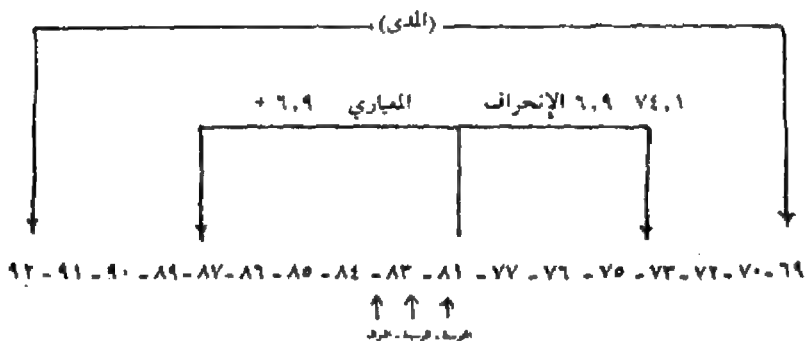 (المدى)
٧٤,١ ٦,٩ الإنحراف المعياري ٦,٩ +
٦٩ - ٧٠ - ٧٢ - ٧٣ - ٧٥ - ٧٦ - ٧٧ - ٨١ - ٨٣ - ٨٤ - ٨٥ - ٨٦ - ٨٧ - ٨٩ - ٩٠ - ٩١ - ٩٢